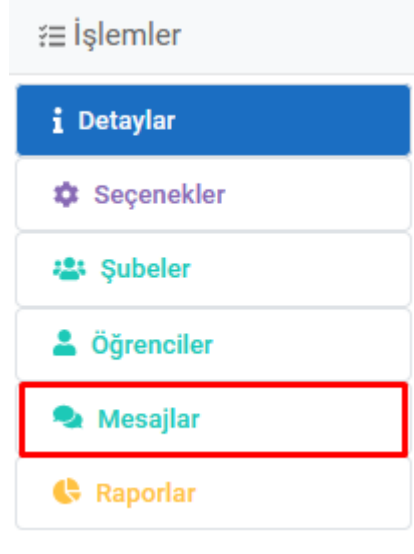 İşlemler
Detaylar
Seçenekler
Şubeler
Öğrenciler
Mesajlar
Raporlar